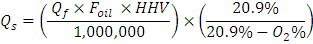 Q_s = (Q_f × F_oil × HHV / 1,000,000) × (20.9% / 20.9% − O_2%)